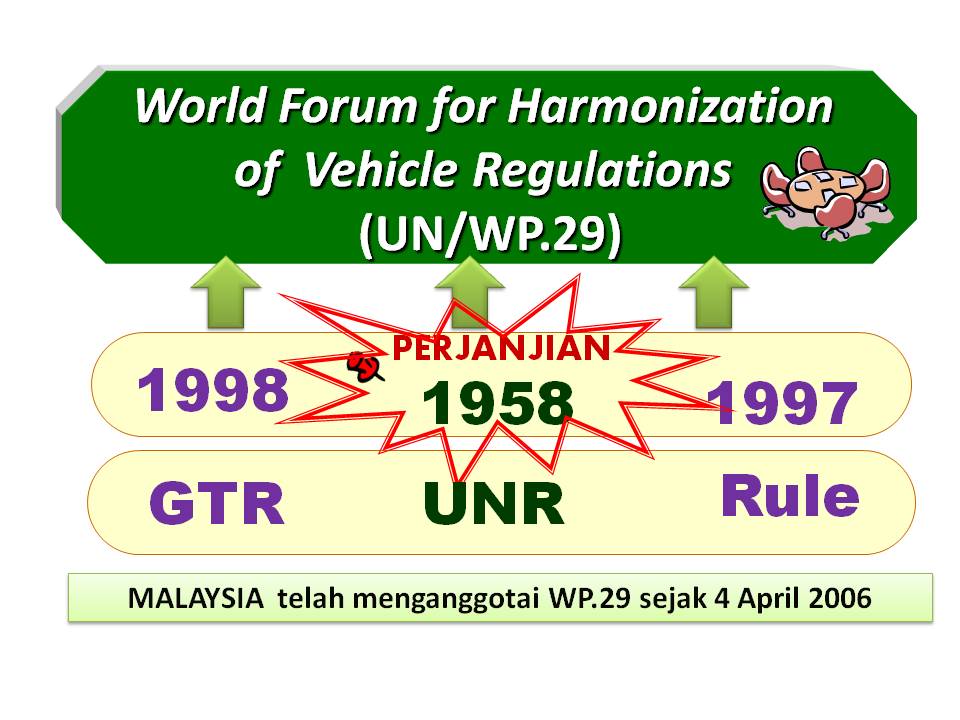 World Forum for Harmonization
of Vehicle Regulations
(UN/WP.29)
PERJANJIAN
1998 1958 1997
GTR UNR Rule
MALAYSIA telah menganggotai WP.29 sejak 4 April 2006